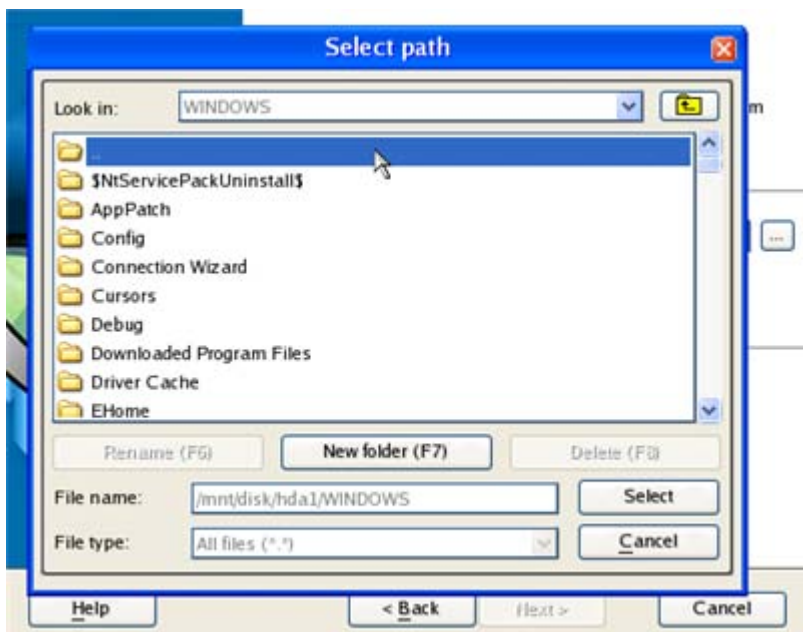 Select path
m
Look in: WINDOWS
..
$NtServicePackUninstall$
AppPatch
Config
Connection Wizard
Cursors
Debug
Downloaded Program Files
Driver Cache
EHome
Rename (F6) New folder (F7) Delete (F8)
File name: /mnt/disk/hda1/WINDOWS Select
File type: All files (*.*) Cancel
Help < Back Next > Cancel